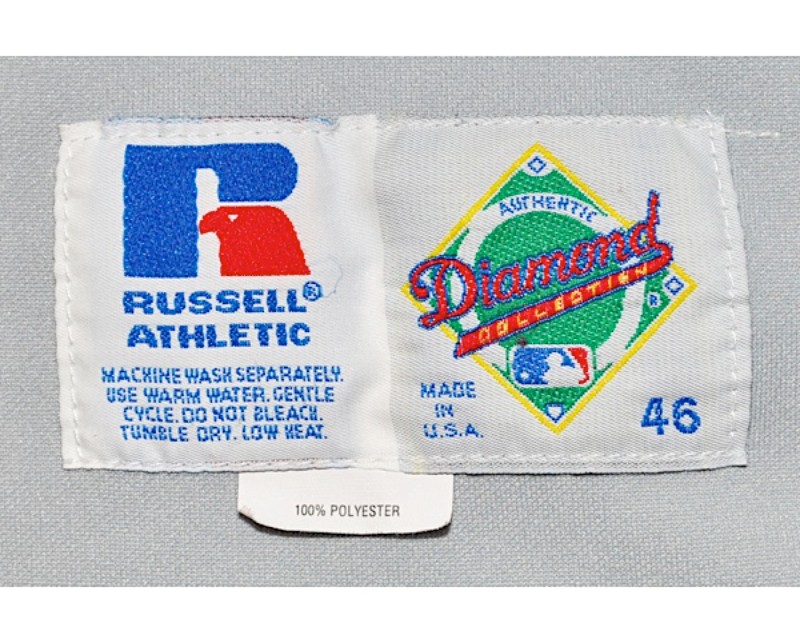 RUSSELL®
ATHLETIC
MACHINE WASH SEPARATELY.
USE WARM WATER. GENTLE
CYCLE. DO NOT BLEACH.
TUMBLE DRY. LOW HEAT.
AUTHENTIC
Diamond
COLLECTION ®
MADE
IN
U.S.A.
46
100% POLYESTER